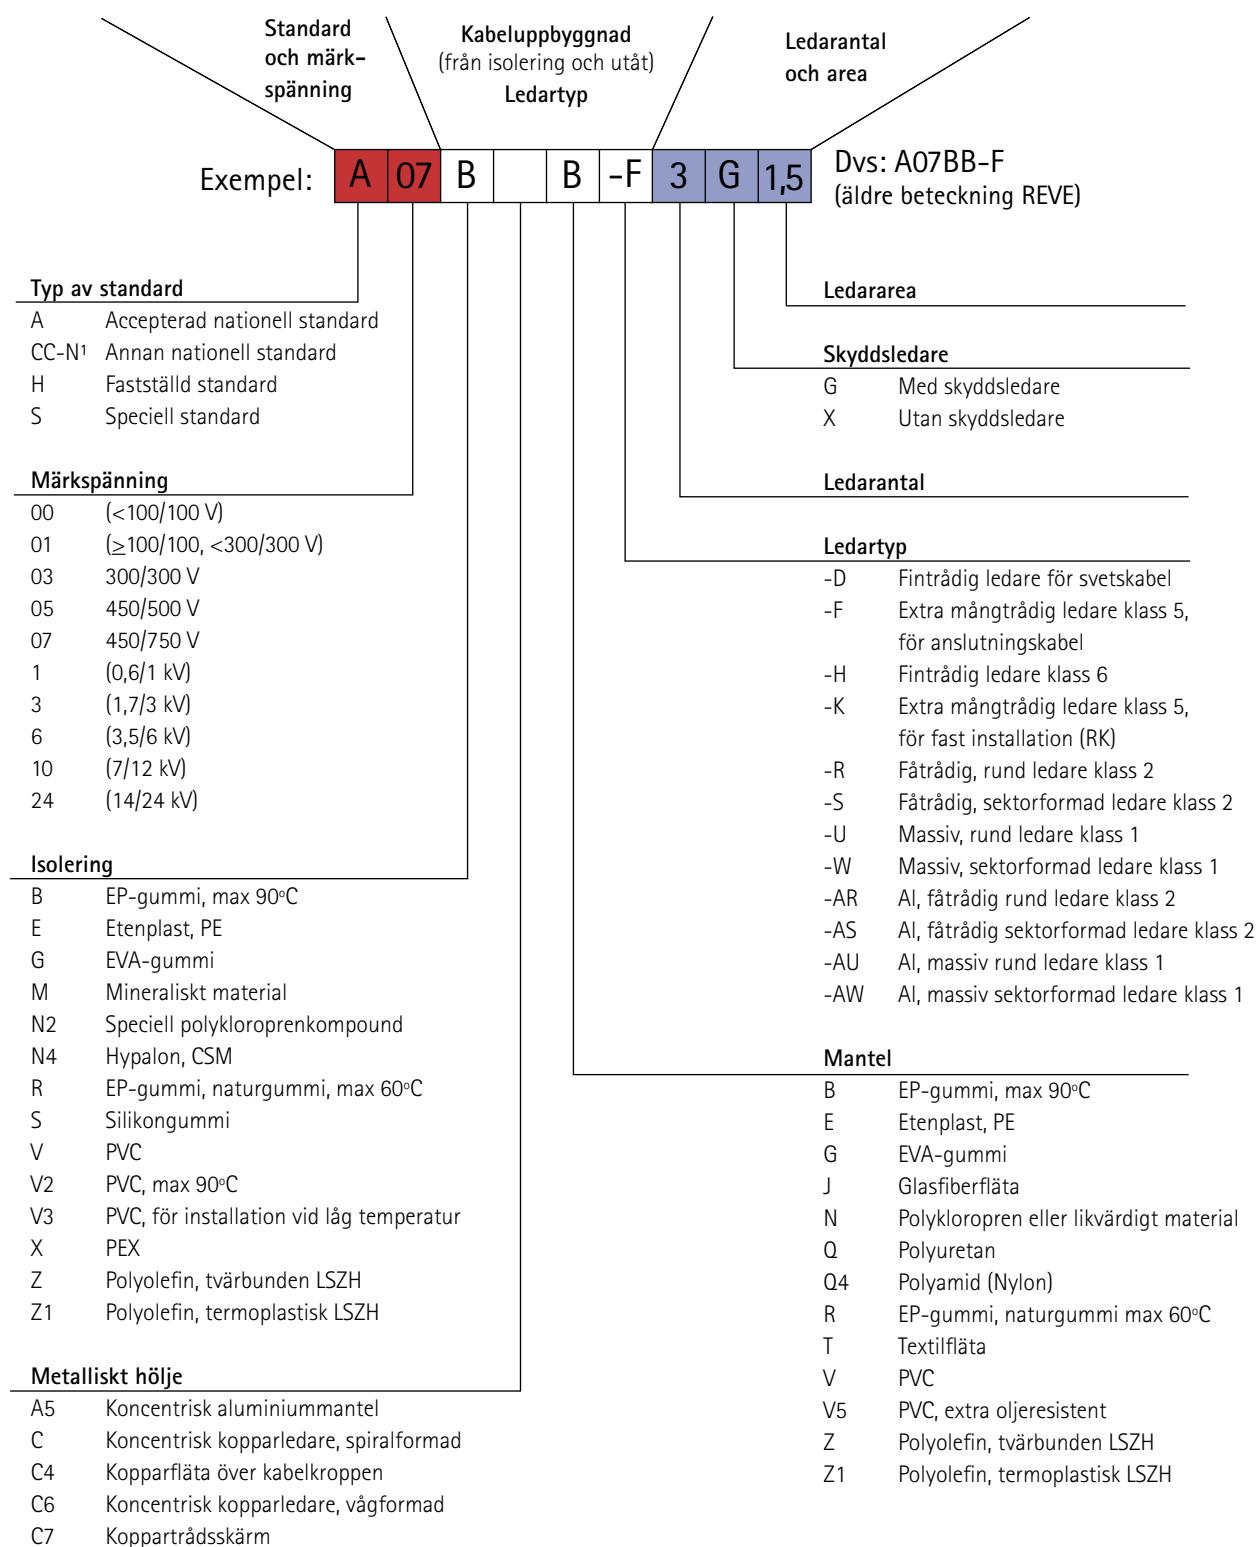 Standard
och märk-
spänning
Kabeluppbyggnad
(från isolering och utåt)
Ledartyp
Ledarantal
och area
Exempel: A 07 B B -F 3 G 1,5
Dvs: A07BB-F
(äldre beteckning REVE)
Typ av standard
A Accepterad nationell standard
CC-N¹ Annan nationell standard
H Fastställd standard
S Speciell standard
Märkspänning
00 (<100/100 V)
01 (≥100/100, <300/300 V)
03 300/300 V
05 450/500 V
07 450/750 V
1 (0,6/1 kV)
3 (1,7/3 kV)
6 (3,5/6 kV)
10 (7/12 kV)
24 (14/24 kV)
Isolering
B EP-gummi, max 90ºC
E Etenplast, PE
G EVA-gummi
M Mineraliskt material
N2 Speciell polykloroprenkompound
N4 Hypalon, CSM
R EP-gummi, naturgummi, max 60ºC
S Silikongummi
V PVC
V2 PVC, max 90ºC
V3 PVC, för installation vid låg temperatur
X PEX
Z Polyolefin, tvärbunden LSZH
Z1 Polyolefin, termoplastisk LSZH
Metalliskt hölje
A5 Koncentrisk aluminiummantel
C Koncentrisk kopparledare, spiralformad
C4 Kopparfläta över kabelkroppen
C6 Koncentrisk kopparledare, vågformad
C7 Koppartrådsskärm
Ledararea
Skyddsledare
G Med skyddsledare
X Utan skyddsledare
Ledarantal
Ledartyp
-D Fintrådig ledare för svetskabel
-F Extra mångtrådig ledare klass 5,
för anslutningskabel
-H Fintrådig ledare klass 6
-K Extra mångtrådig ledare klass 5,
för fast installation (RK)
-R Fåtrådig, rund ledare klass 2
-S Fåtrådig, sektorformad ledare klass 2
-U Massiv, rund ledare klass 1
-W Massiv, sektorformad ledare klass 1
-AR Al, fåtrådig rund ledare klass 2
-AS Al, fåtrådig sektorformad ledare klass 2
-AU Al, massiv rund ledare klass 1
-AW Al, massiv sektorformad ledare klass 1
Mantel
B EP-gummi, max 90ºC
E Etenplast, PE
G EVA-gummi
J Glasfiberfläta
N Polykloropren eller likvärdigt material
Q Polyuretan
Q4 Polyamid (Nylon)
R EP-gummi, naturgummi max 60ºC
T Textilfläta
V PVC
V5 PVC, extra oljeresistent
Z Polyolefin, tvärbunden LSZH
Z1 Polyolefin, termoplastisk LSZH